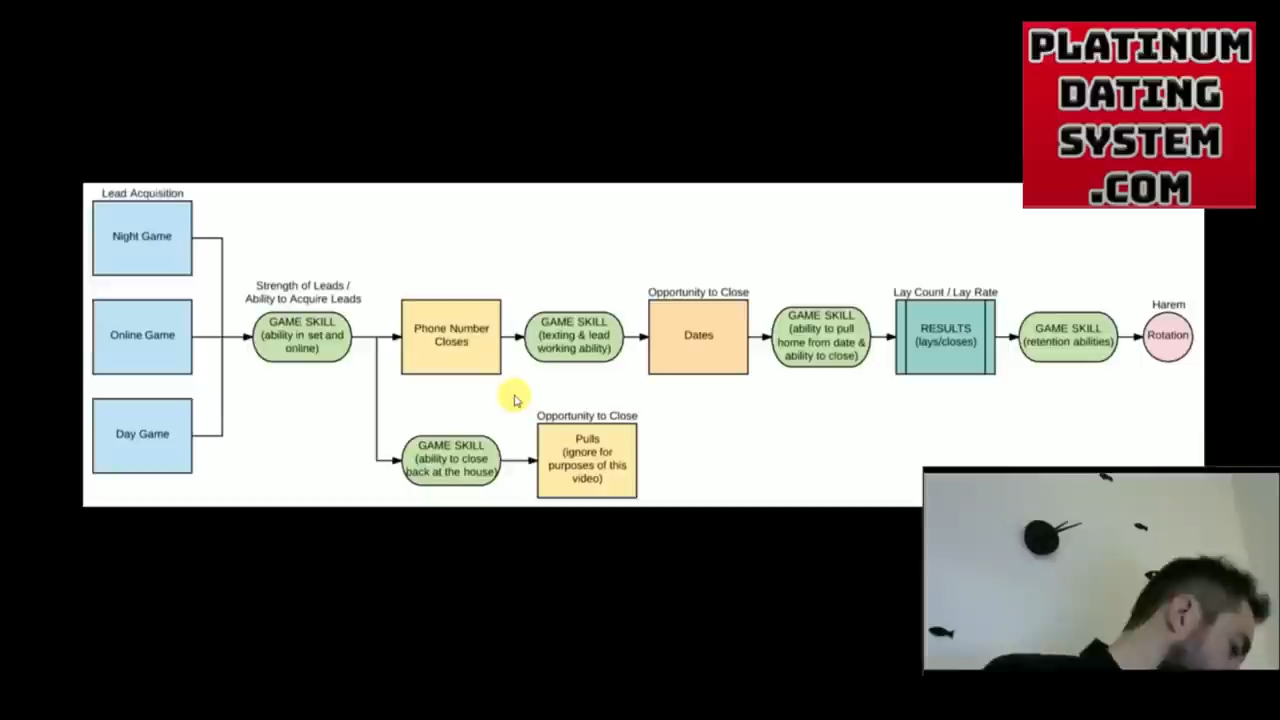 PLATINUM
DATING
SYSTEM
.COM
Lead Acquisition
Night Game
Online Game
Day Game
Strength of Leads /
Ability to Acquire Leads
GAME SKILL
(ability in set and
online)
Phone Number
Closes
GAME SKILL
(texting & lead
working ability)
Opportunity to Close
Dates
GAME SKILL
(ability to pull
home from date &
ability to close)
Lay Count / Lay Rate
RESULTS
(lays/closes)
GAME SKILL
(retention abilities)
Harem
Rotation
GAME SKILL
(ability to close
back at the house)
Opportunity to Close
Pulls
(ignore for
purposes of this
video)